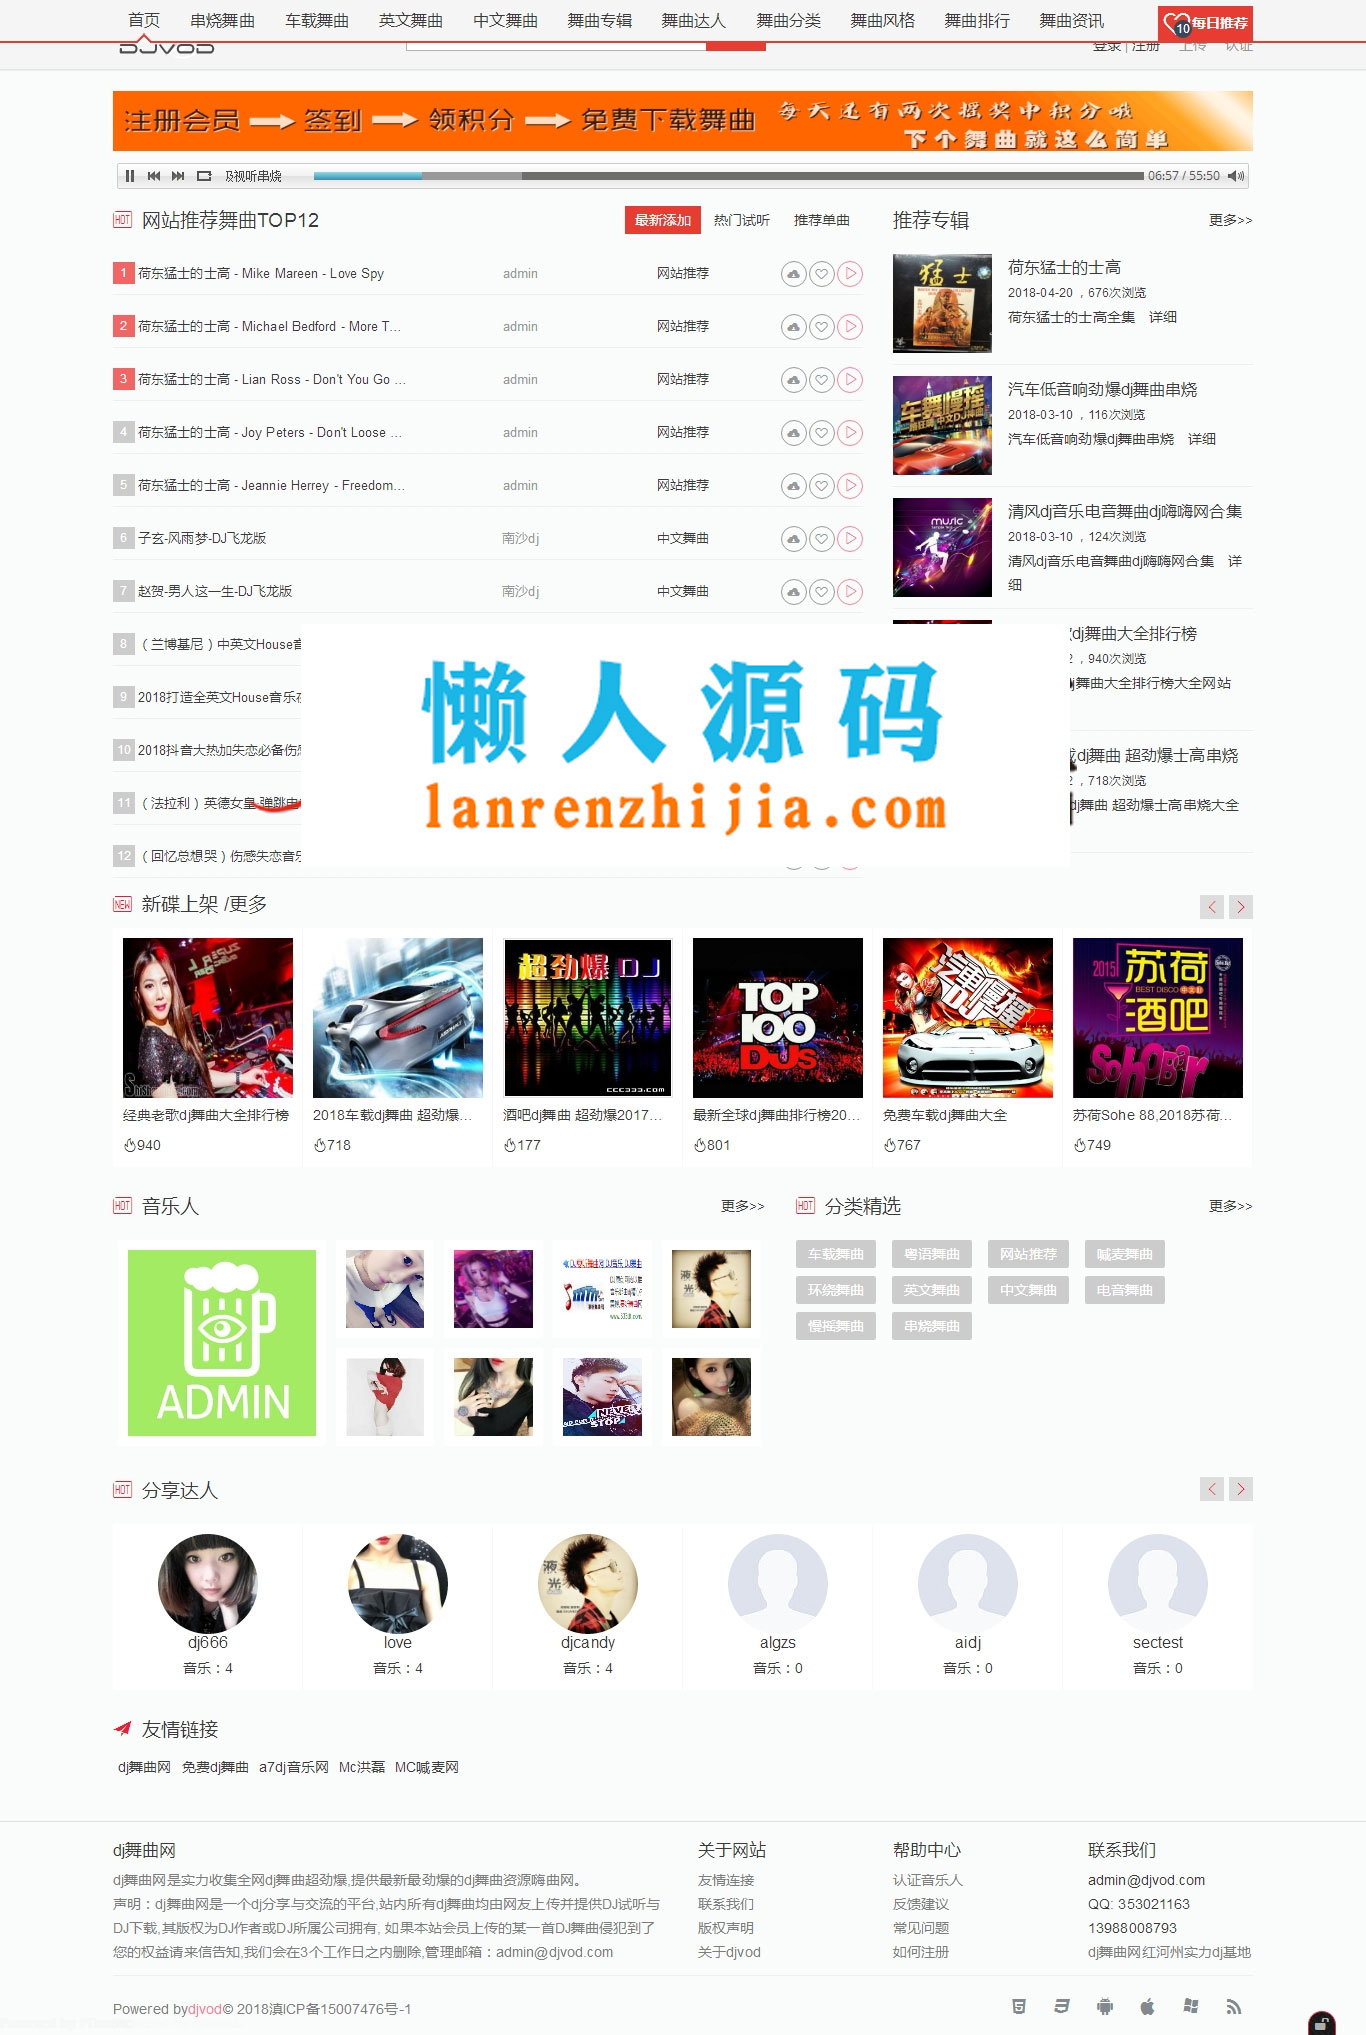 首页 串烧舞曲 车载舞曲 英文舞曲 中文舞曲 舞曲专辑 舞曲达人 舞曲分类 舞曲风格 舞曲排行 舞曲资讯 10 每日推荐
DJVOD 登录 | 注册 上传 认证
注册会员 签到 领积分 免费下载舞曲 每天还有两次摇奖中积分哦
下个舞曲就这么简单
及视听串烧 06:57 / 55:50
HOT 网站推荐舞曲TOP12 最新添加 热门试听 推荐单曲
1 荷东猛士的士高 - Mike Mareen - Love Spy admin 网站推荐
2 荷东猛士的士高 - Michael Bedford - More T... admin 网站推荐
3 荷东猛士的士高 - Lian Ross - Don't You Go ... admin 网站推荐
4 荷东猛士的士高 - Joy Peters - Don't Loose ... admin 网站推荐
5 荷东猛士的士高 - Jeannie Herrey - Freedom... admin 网站推荐
6 子玄-风雨梦-DJ飞龙版 南沙dj 中文舞曲
7 赵贺-男人这一生-DJ飞龙版 南沙dj 中文舞曲
8 （兰博基尼）中英文House音
9 2018打造全英文House音乐在
10 2018抖音大热加失恋必备伤感
11 （法拉利）英德女皇 弹跳电
12 （回忆总想哭）伤感失恋音乐
推荐专辑 更多>>
猛士
荷东猛士的士高
2018-04-20 ，676次浏览
荷东猛士的士高全集 详细
车舞慢摇
汽车低音响劲爆dj舞曲串烧
2018-03-10 ，116次浏览
汽车低音响劲爆dj舞曲串烧 详细
music
清风dj音乐电音舞曲dj嗨嗨网合集
2018-03-10 ，124次浏览
清风dj音乐电音舞曲dj嗨嗨网合集 详
细
dj舞曲大全排行榜
2 ，940次浏览
dj舞曲大全排行榜大全网站
dj舞曲 超劲爆士高串烧
2 ，718次浏览
dj舞曲 超劲爆士高串烧大全
懒人源码
lanrenzhijia.com
NEW 新碟上架 /更多
超劲爆DJ
cccc333.com
TOP
100
DJs
2015
苏荷
BEST DISCO
酒吧
SOHOBar
经典老歌dj舞曲大全排行榜 2018车载dj舞曲 超劲爆... 酒吧dj舞曲 超劲爆2017... 最新全球dj舞曲排行榜20... 免费车载dj舞曲大全 苏荷Sohe 88,2018苏荷...
940 718 177 801 767 749
HOT 音乐人 更多>>
ADMIN
NEVER
STOP
HOT 分类精选 更多>>
车载舞曲 粤语舞曲 网站推荐 喊麦舞曲
环绕舞曲 英文舞曲 中文舞曲 电音舞曲
慢摇舞曲 串烧舞曲
HOT 分享达人
dj666 love djcandy algzs aidj sectest
音乐：4 音乐：4 音乐：4 音乐：0 音乐：0 音乐：0
友情链接
dj舞曲网 免费dj舞曲 a7dj音乐网 Mc洪磊 MC喊麦网
dj舞曲网
dj舞曲网是实力收集全网dj舞曲超劲爆,提供最新最劲爆的dj舞曲资源嗨曲网。
声明：dj舞曲网是一个dj分享与交流的平台,站内所有dj舞曲均由网友上传并提供DJ试听与
DJ下载,其版权为DJ作者或DJ所属公司拥有, 如果本站会员上传的某一首DJ舞曲侵犯到了
您的权益请来信告知,我们会在3个工作日之内删除,管理邮箱：admin@djvod.com
关于网站
友情连接
联系我们
版权声明
关于djvod
帮助中心
认证音乐人
反馈建议
常见问题
如何注册
联系我们
admin@djvod.com
QQ: 353021163
13988008793
dj舞曲网红河州实力dj基地
Powered bydjvod© 2018滇ICP备15007476号-1